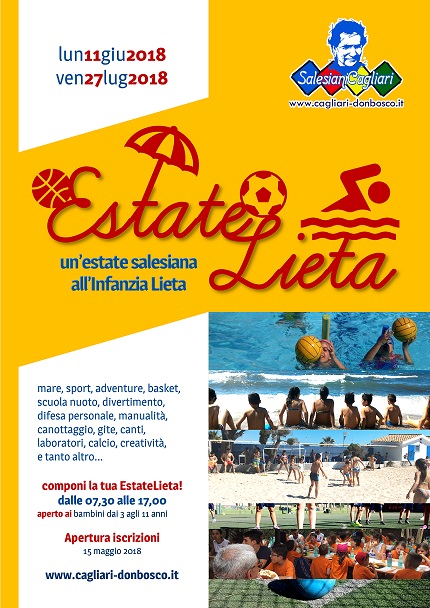 lun11giu2018
ven27lug2018
SalesianiCagliari
www.cagliari-donbosco.it
Estate
Lieta
un'estate salesiana
all'Infanzia Lieta
mare, sport, adventure, basket,
scuola nuoto, divertimento,
difesa personale, manualità,
canottaggio, gite, canti,
laboratori, calcio, creatività,
e tanto altro...
componi la tua EstateLieta!
dalle 07,30 alle 17,00
aperto ai bambini dai 3 agli 11 anni
Apertura iscrizioni
15 maggio 2018
www.cagliari-donbosco.it